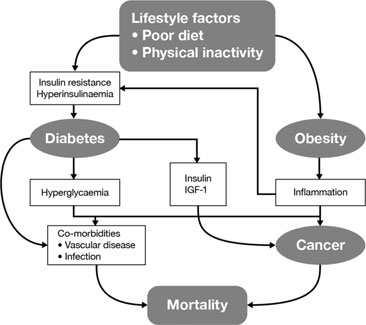 Lifestyle factors
• Poor diet
• Physical inactivity
Insulin resistance
Hyperinsulinaemia
Diabetes
Obesity
Hyperglycaemia
Insulin
IGF-1
Inflammation
Co-morbidities
• Vascular disease
• Infection
Cancer
Mortality